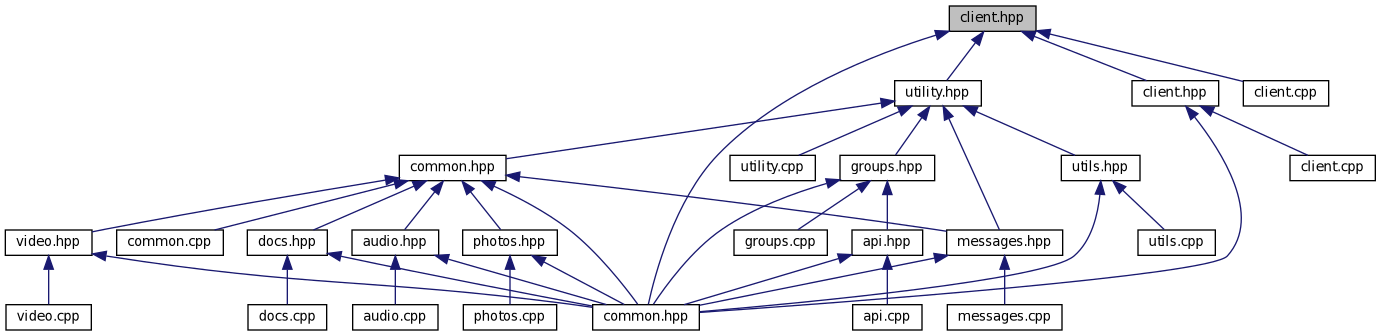 client.hpp
utility.hpp
client.hpp
client.cpp
common.hpp
utility.cpp
groups.hpp
utils.hpp
client.cpp
video.hpp
common.cpp
docs.hpp
audio.hpp
photos.hpp
groups.cpp
api.hpp
messages.hpp
utils.cpp
video.cpp
docs.cpp
audio.cpp
photos.cpp
common.hpp
api.cpp
messages.cpp